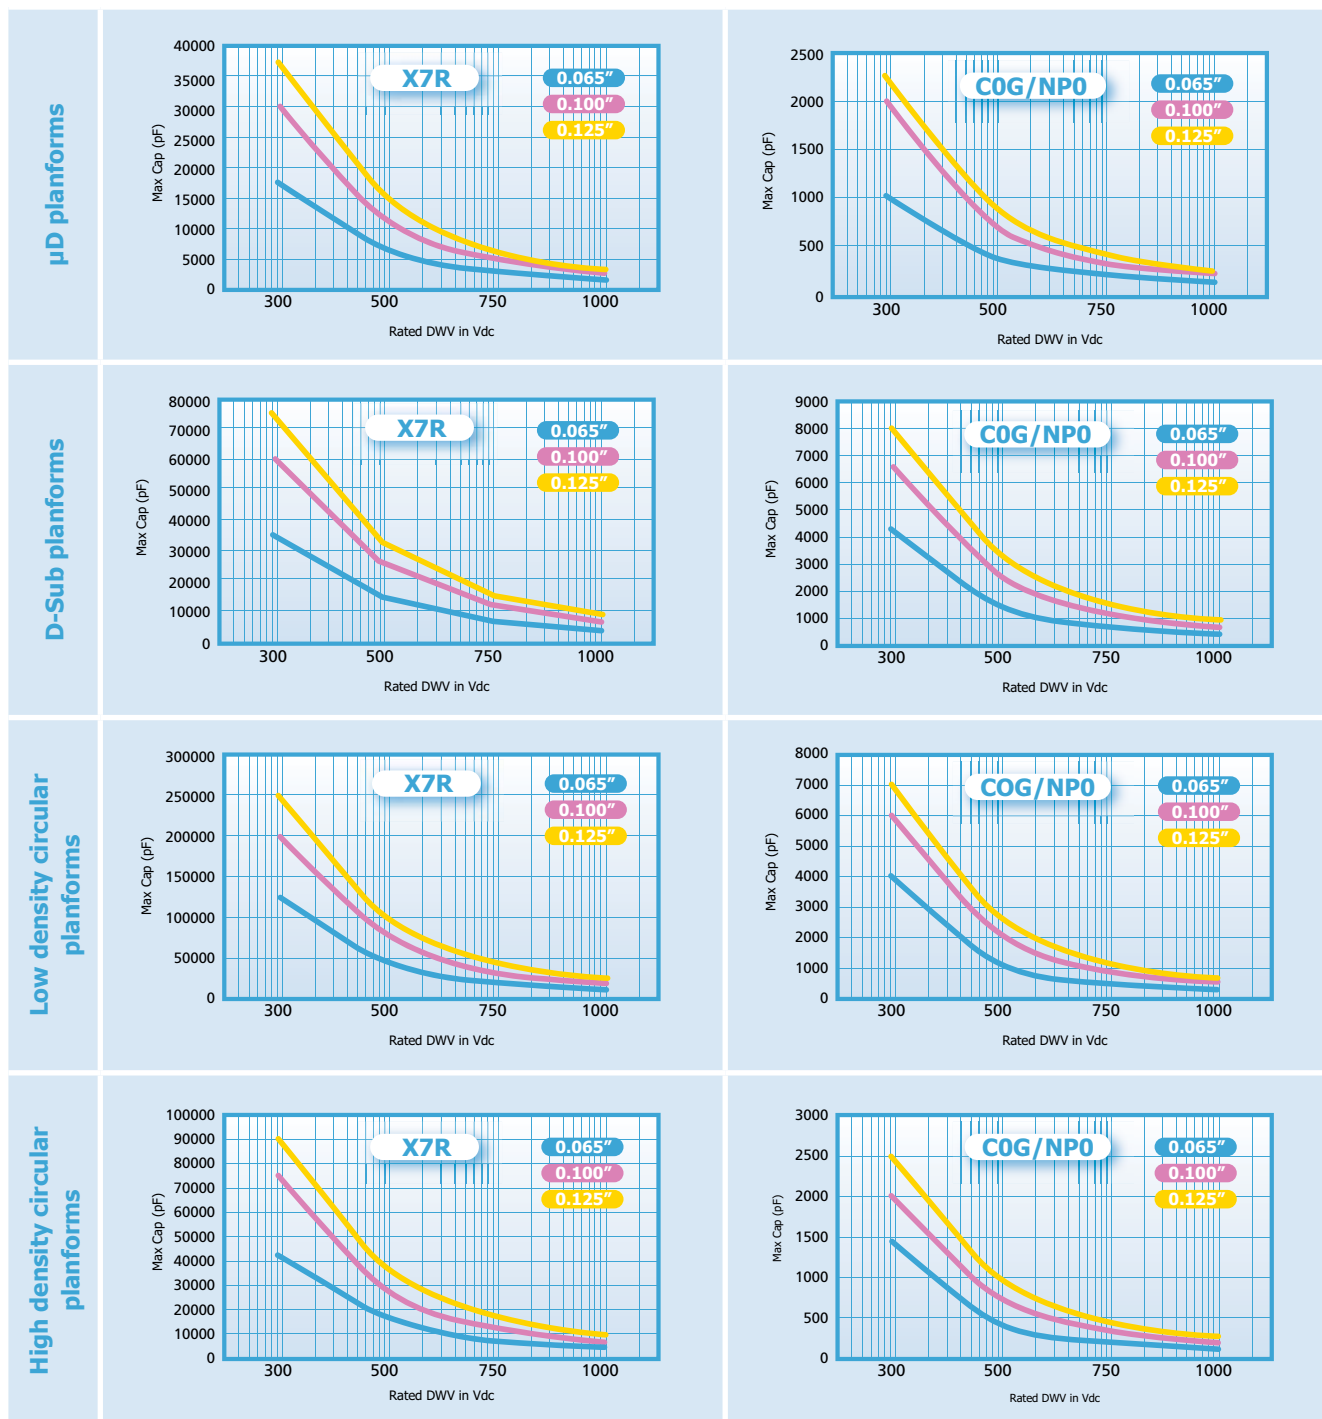 µD planforms
40000
35000
30000
25000
20000
15000
10000
5000
0
Max Cap (pF)
X7R
0.065″
0.100″
0.125″
300 500 750 1000
Rated DWV in Vdc
2500
2000
1500
1000
500
0
Max Cap (pF)
C0G/NP0
0.065″
0.100″
0.125″
300 500 750 1000
Rated DWV in Vdc
D-Sub planforms
80000
70000
60000
50000
40000
30000
20000
10000
0
Max Cap (pF)
X7R
0.065″
0.100″
0.125″
300 500 750 1000
Rated DWV in Vdc
9000
8000
7000
6000
5000
4000
3000
2000
1000
0
Max Cap (pF)
C0G/NP0
0.065″
0.100″
0.125″
300 500 750 1000
Rated DWV in Vdc
Low density circular
planforms
300000
250000
200000
150000
100000
50000
0
Max Cap (pF)
X7R
0.065″
0.100″
0.125″
300 500 750 1000
Rated DWV in Vdc
8000
7000
6000
5000
4000
3000
2000
1000
0
Max Cap (pF)
COG/NP0
0.065″
0.100″
0.125″
300 500 750 1000
Rated DWV in Vdc
High density circular
planforms
100000
90000
80000
70000
60000
50000
40000
30000
20000
10000
0
Max Cap (pF)
X7R
0.065″
0.100″
0.125″
300 500 750 1000
Rated DWV in Vdc
3000
2500
2000
1500
1000
500
0
Max Cap (pF)
C0G/NP0
0.065″
0.100″
0.125″
300 500 750 1000
Rated DWV in Vdc